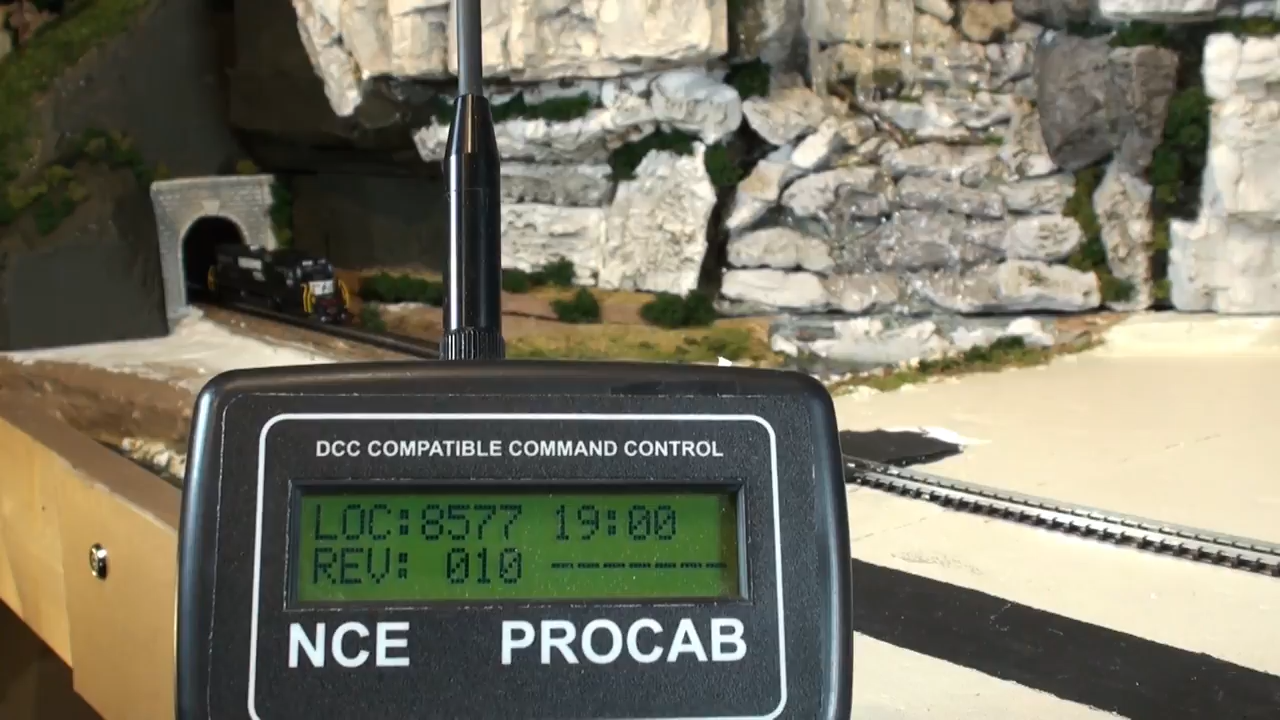 DCC COMPATIBLE COMMAND CONTROL
LOC:8577 19:00
REV: 010 -------
NCE PROCAB